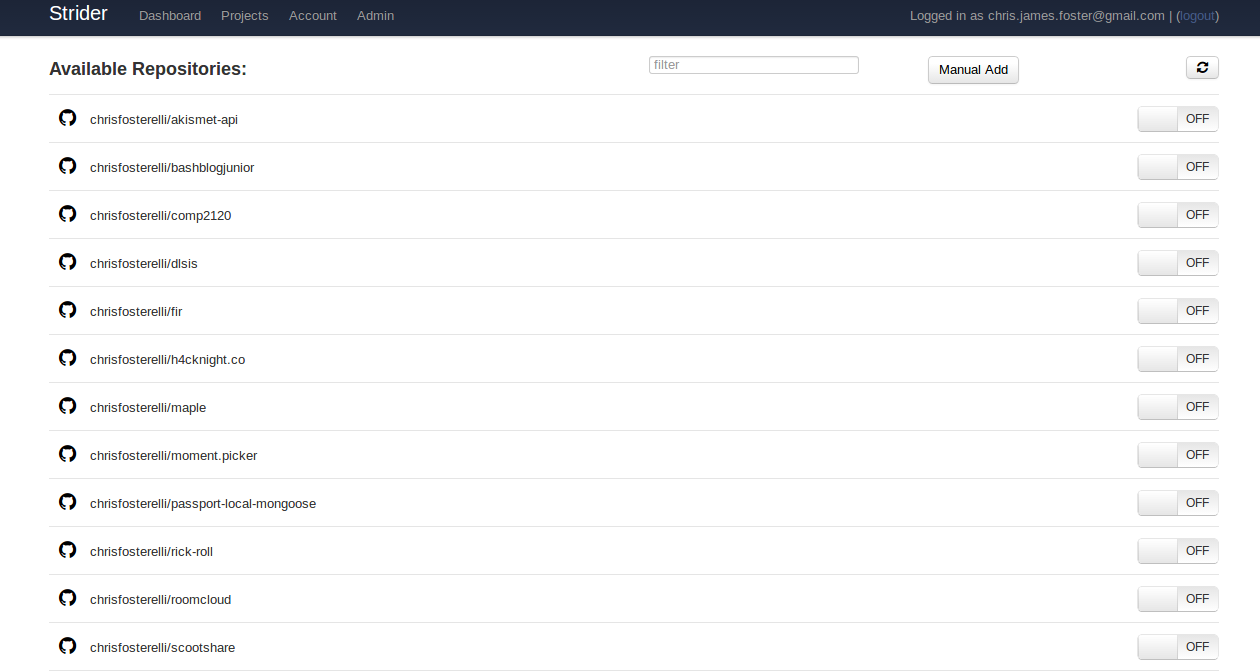 Strider Dashboard Projects Account Admin Logged in as chris.james.foster@gmail.com | (logout)
Available Repositories: filter Manual Add
chrisfosterelli/akismet-api OFF
chrisfosterelli/bashblogjunior OFF
chrisfosterelli/comp2120 OFF
chrisfosterelli/dlsis OFF
chrisfosterelli/fir OFF
chrisfosterelli/h4cknight.co OFF
chrisfosterelli/maple OFF
chrisfosterelli/moment.picker OFF
chrisfosterelli/passport-local-mongoose OFF
chrisfosterelli/rick-roll OFF
chrisfosterelli/roomcloud OFF
chrisfosterelli/scootshare OFF